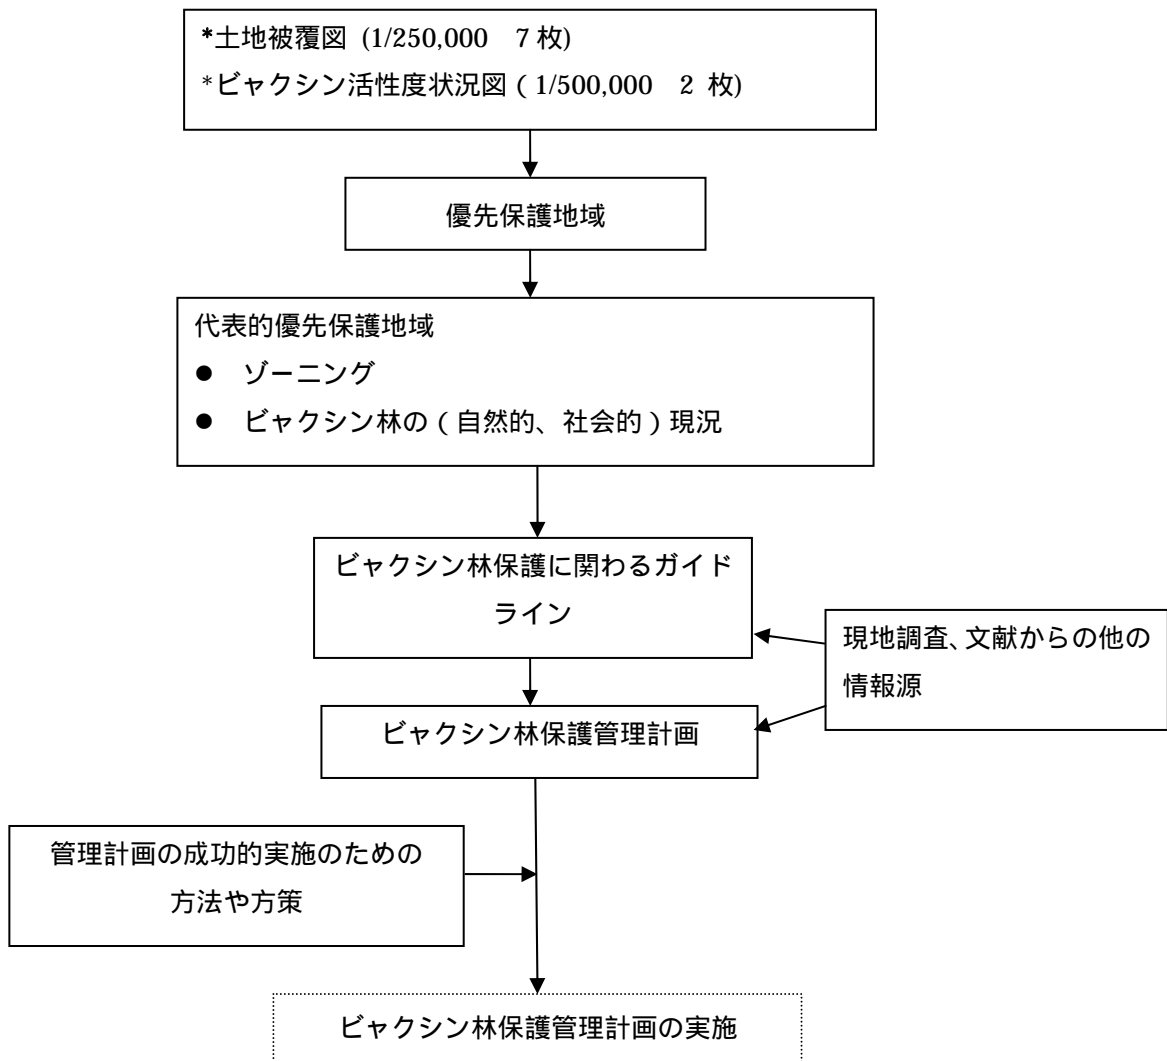 *土地被覆図 (1/250,000　7 枚)
*ビャクシン活性度状況図（1/500,000　2 枚)
優先保護地域
代表的優先保護地域
●　ゾーニング
●　ビャクシン林の（自然的、社会的）現況
ビャクシン林保護に関わるガイド
ライン
現地調査、文献からの他の
情報源
ビャクシン林保護管理計画
管理計画の成功的実施のための
方法や方策
ビャクシン林保護管理計画の実施